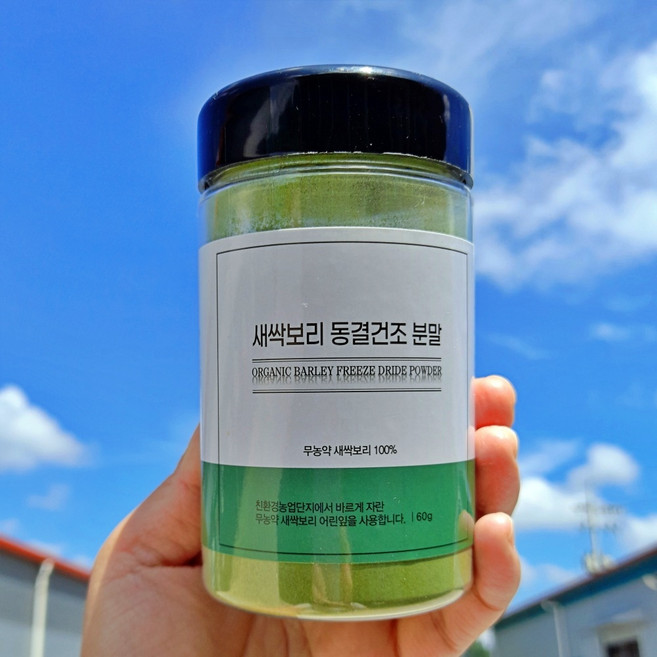 새싹보리 동결건조 분말
ORGANIC BARLEY FREEZE DRIDE POWDER
무농약 새싹보리 100%
친환경농업단지에서 바르게 자란
무농약 새싹보리 어린잎을 사용합니다. | 60g